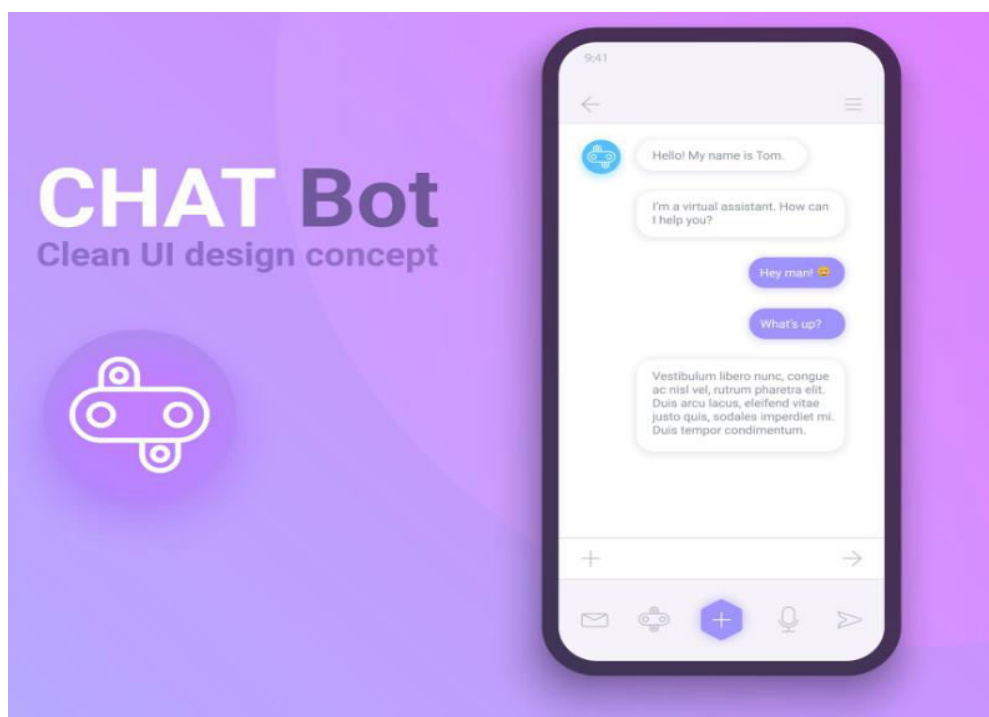 CHAT Bot
Clean UI design concept
9:41
Hello! My name is Tom.
I'm a virtual assistant. How can
I help you?
Hey man! 😄
What's up?
Vestibulum libero nunc, congue
ac nisl vel, rutrum pharetra elit.
Duis arcu lacus, eleifend vitae
justo quis, sodales imperdiet mi.
Duis tempor condimentum.